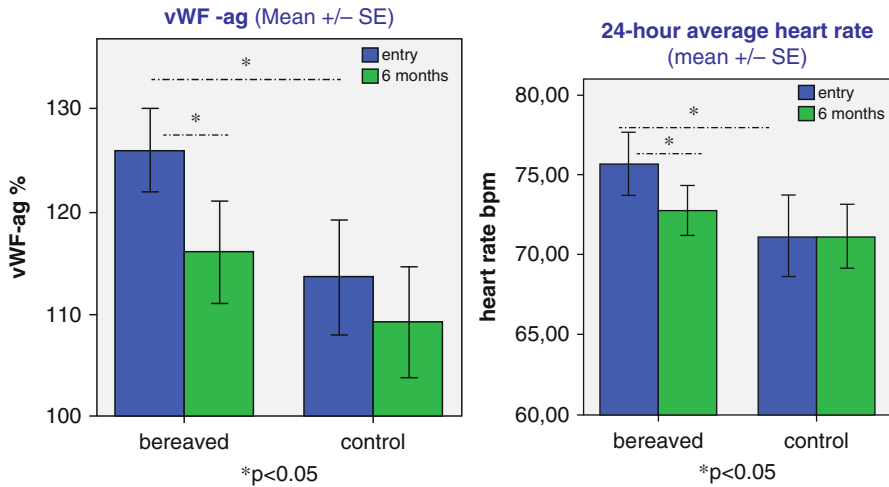 vWF -ag (Mean +/– SE)
entry
6 months
*
*
vWF-ag %
130
120
110
100
bereaved
control
*p<0.05
24-hour average heart rate
(mean +/– SE)
entry
6 months
*
*
heart rate bpm
80,00
75,00
70,00
65,00
60,00
bereaved
control
*p<0.05